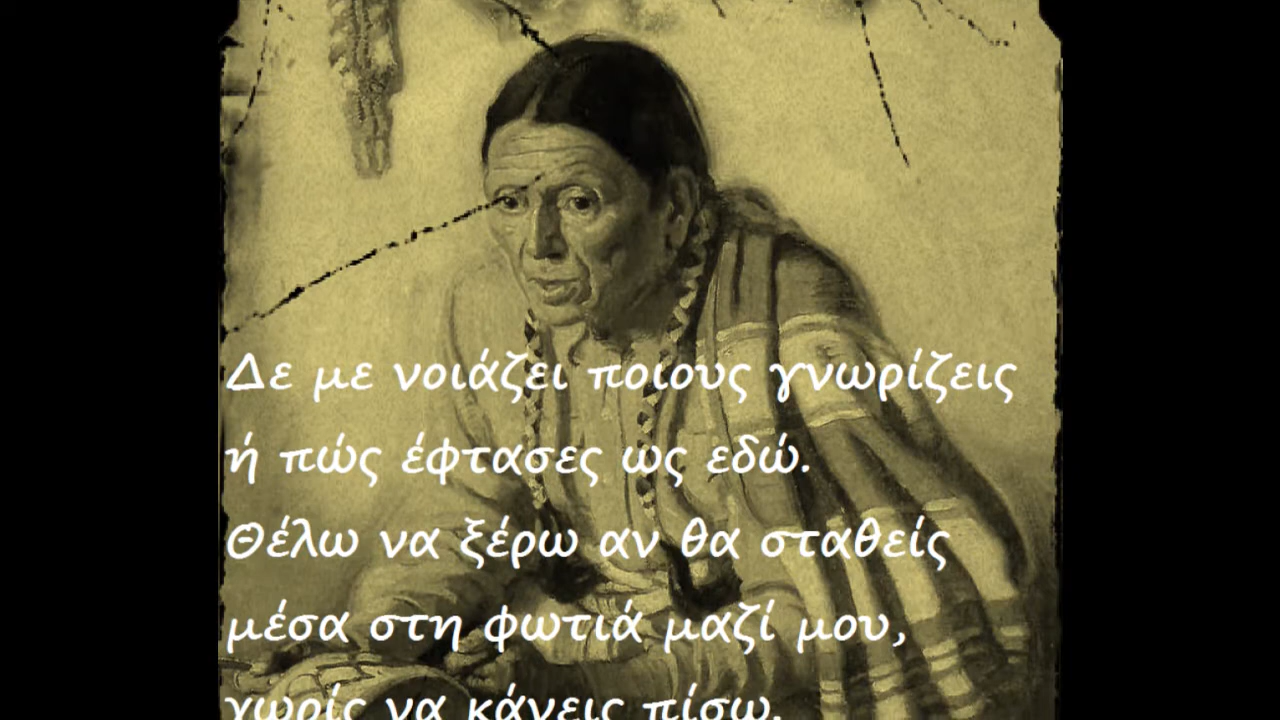 Δε με νοιάζει ποιους γνωρίζεις
ή πώς έφτασες ως εδώ.
Θέλω να ξέρω αν θα σταθείς
μέσα στη φωτιά μαζί μου,
χωρίς να κάνεις πίσω.